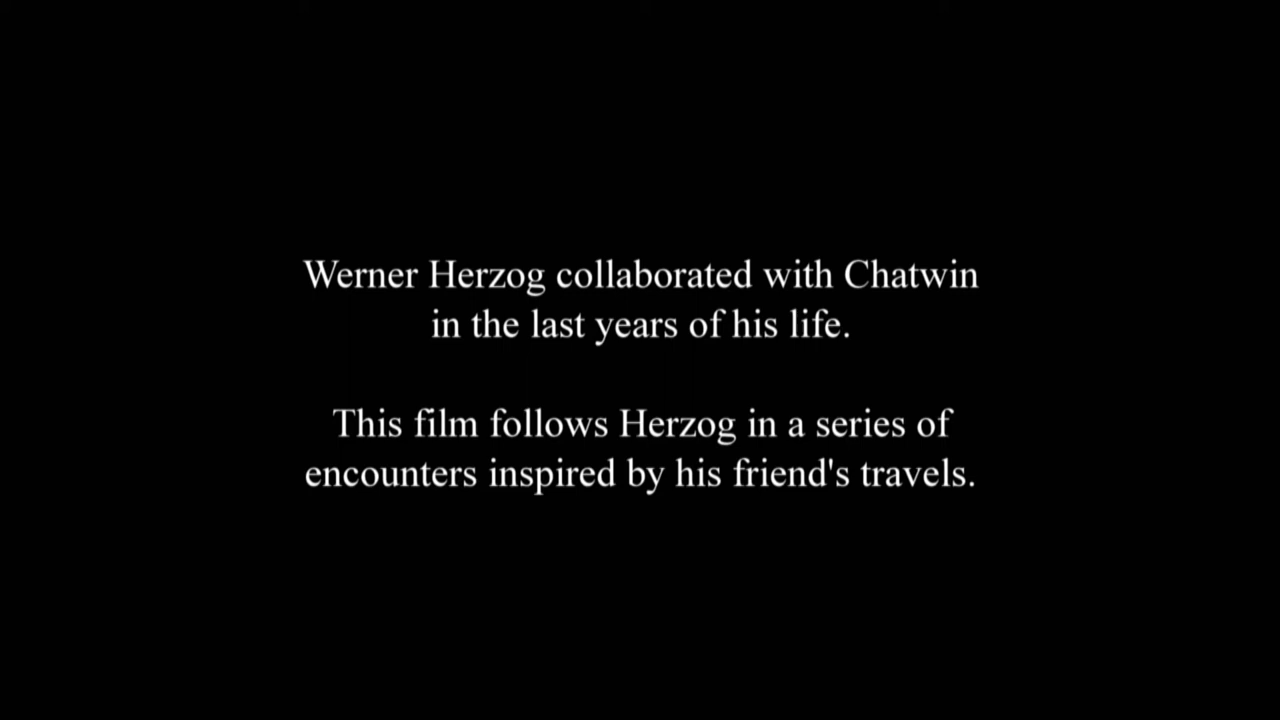 Werner Herzog collaborated with Chatwin
in the last years of his life.
This film follows Herzog in a series of
encounters inspired by his friend's travels.